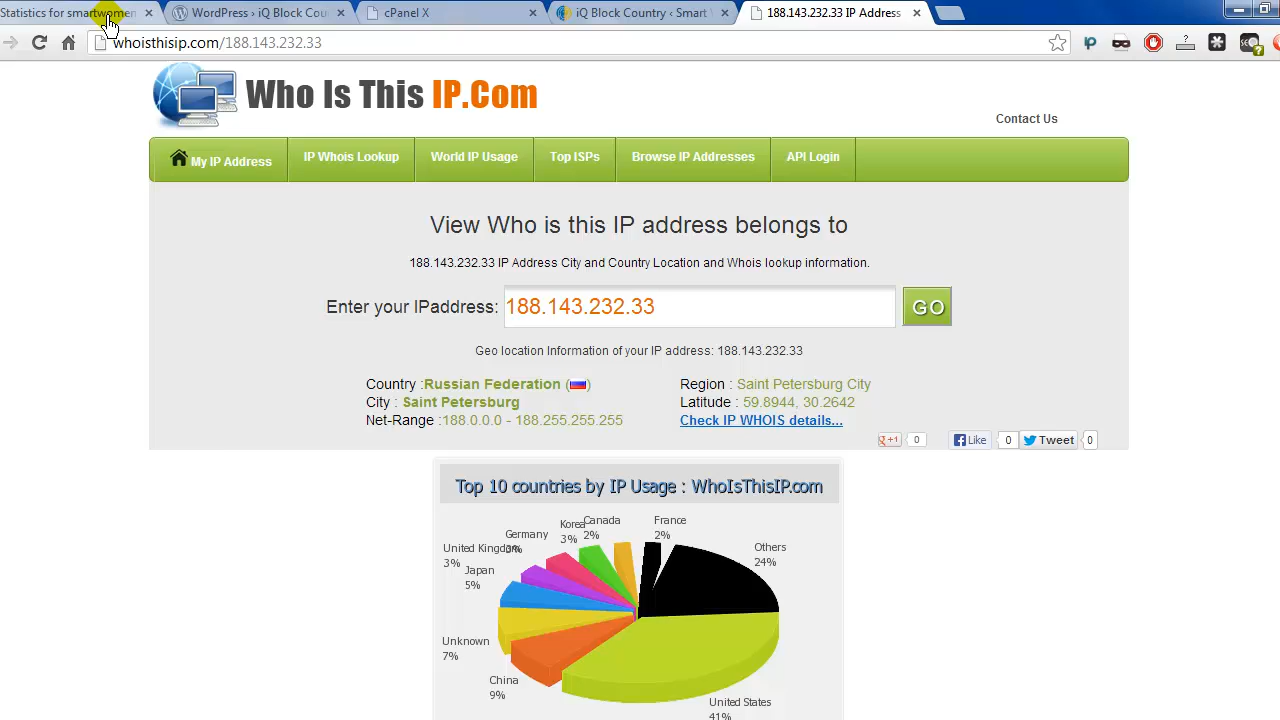 Statistics for smartwomen
WordPress › iQ Block Cou
cPanel X
iQ Block Country ‹ Smart
188.143.232.33 IP Address
whoisthisip.com/188.143.232.33
Who Is This IP.Com
Contact Us
My IP Address
IP Whois Lookup
World IP Usage
Top ISPs
Browse IP Addresses
API Login
View Who is this IP address belongs to
188.143.232.33 IP Address City and Country Location and Whois lookup information.
Enter your IPaddress: 188.143.232.33 GO
Geo location Information of your IP address: 188.143.232.33
Country :Russian Federation ( )
Region : Saint Petersburg City
City : Saint Petersburg
Latitude : 59.8944, 30.2642
Net-Range :188.0.0.0 - 188.255.255.255
Check IP WHOIS details...
+1 0
Like 0
Tweet 0
Top 10 countries by IP Usage : WhoIsThisIP.com
Korea
3%
Canada
2%
France
2%
Germany
3%
United Kingdom
3%
Others
24%
Japan
5%
Unknown
7%
China
9%
United States
41%